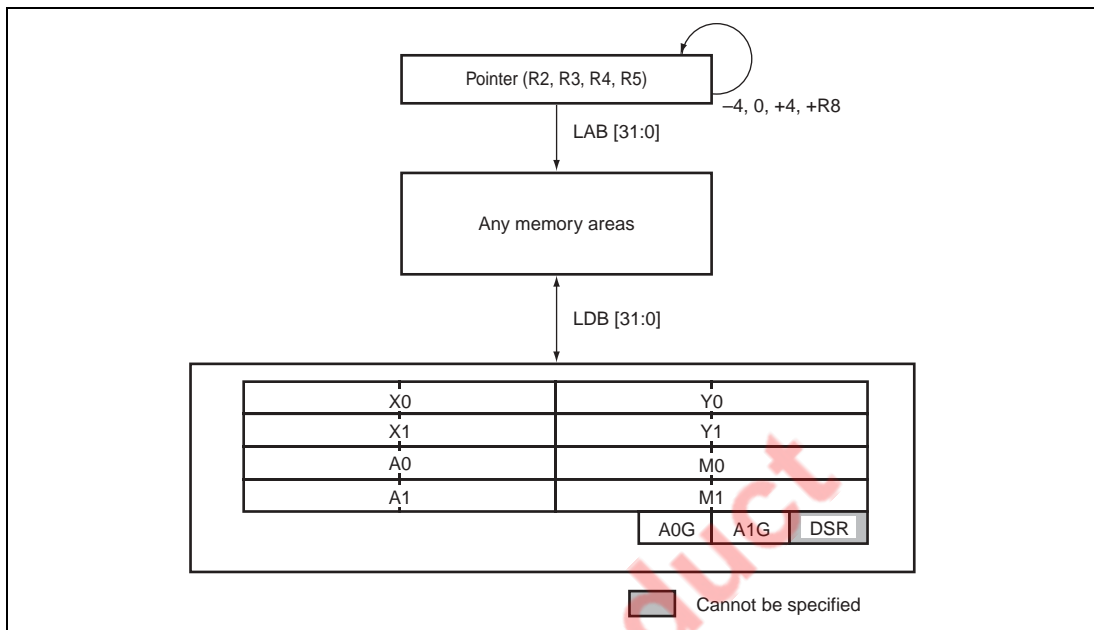 Pointer (R2, R3, R4, R5)
–4, 0, +4, +R8
LAB [31:0]
Any memory areas
LDB [31:0]
X0 Y0
X1 Y1
A0 M0
A1 M1
A0G A1G DSR
Cannot be specified
duct